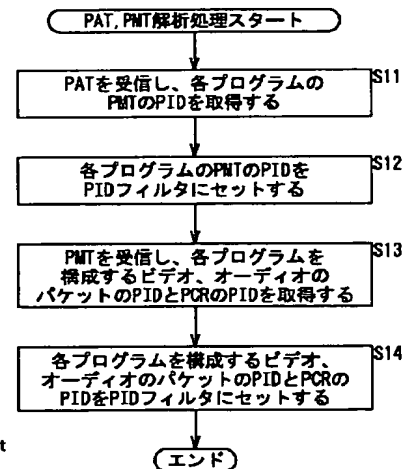 PAT,PMT解析処理スタート
PATを受信し、各プログラムの
PMTのPIDを取得する
S11
各プログラムのPMTのPIDを
PIDフィルタにセットする
S12
PMTを受信し、各プログラムを
構成するビデオ、オーディオの
パケットのPIDとPCRのPIDを取得する
S13
各プログラムを構成するビデオ、
オーディオのパケットのPIDとPCRの
PIDをPIDフィルタにセットする
S14
t
エンド